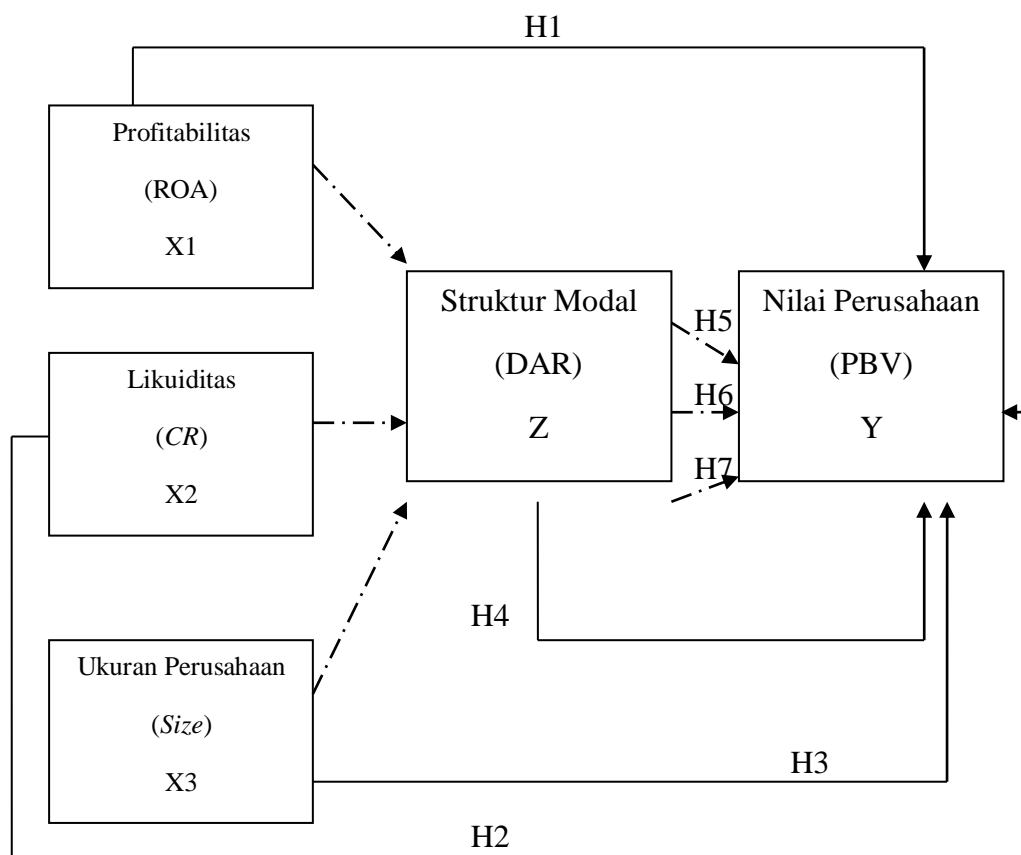 H1
Profitabilitas
(ROA)
X1
Struktur Modal
(DAR)
Z
H5
H6
H7
Nilai Perusahaan
(PBV)
Y
Likuiditas
(CR)
X2
H4
Ukuran Perusahaan
(Size)
X3
H3
H2